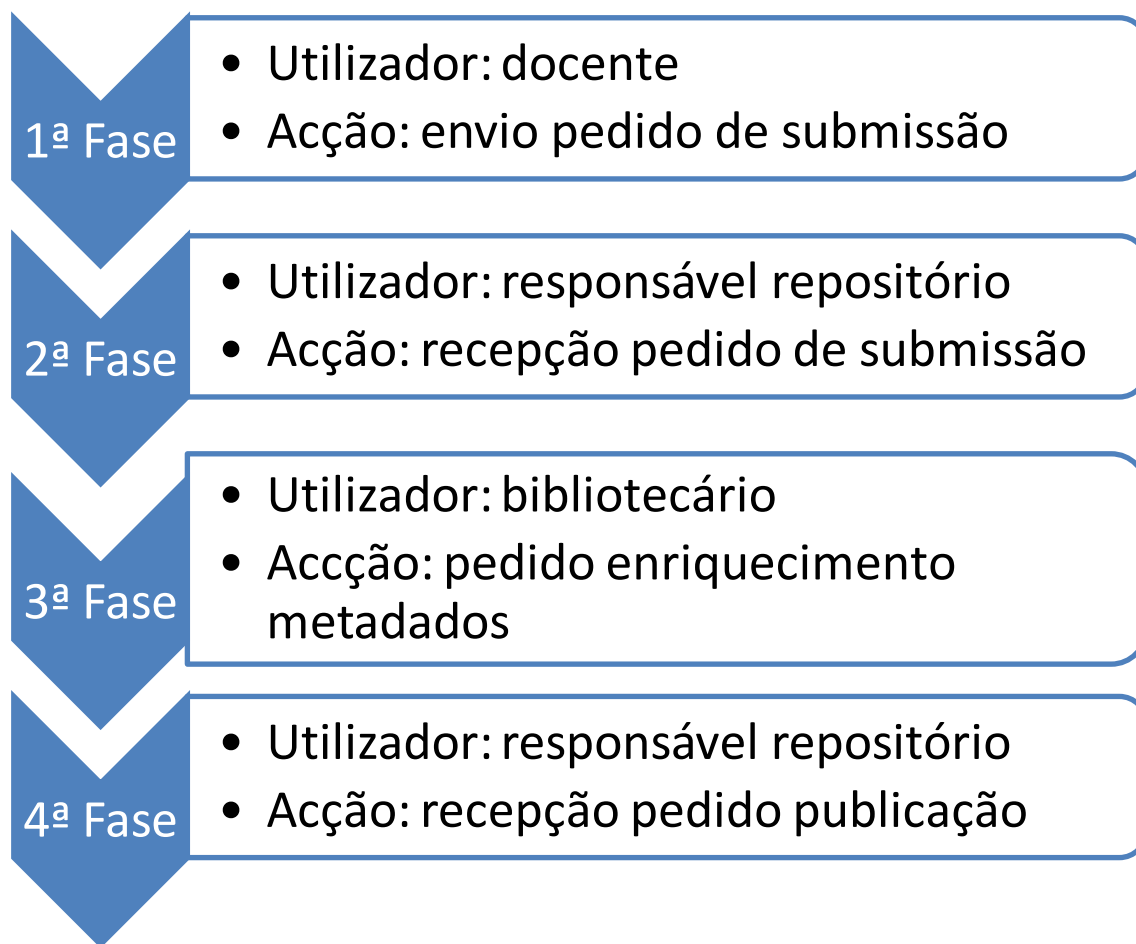 1ª Fase
• Utilizador: docente
• Acção: envio pedido de submissão
2ª Fase
• Utilizador: responsável repositório
• Acção: recepção pedido de submissão
3ª Fase
• Utilizador: bibliotecário
• Accção: pedido enriquecimento
metadados
4ª Fase
• Utilizador: responsável repositório
• Acção: recepção pedido publicação